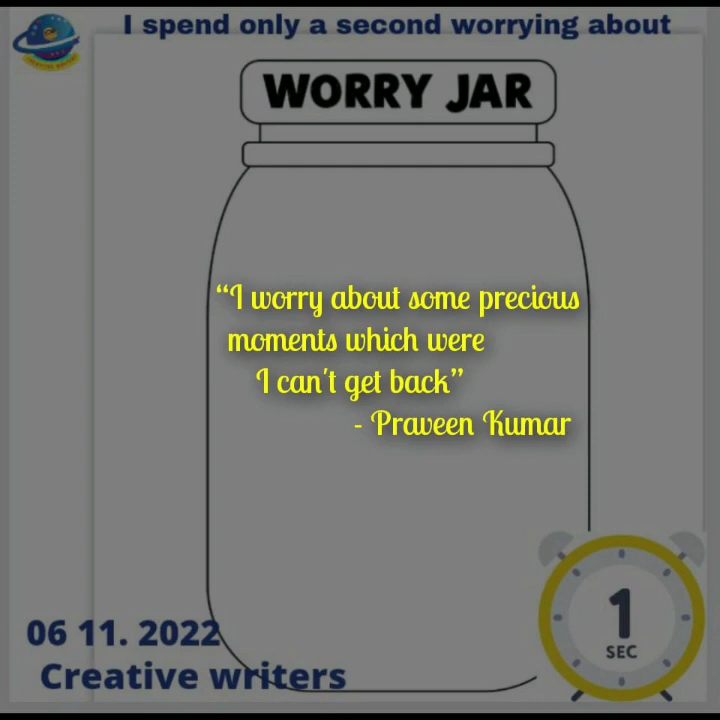 I spend only a second worrying about
WORRY JAR
“I worry about some precious
moments which were
I can't get back”
- Praveen Kumar
1
SEC
06 11. 2022
Creative writers